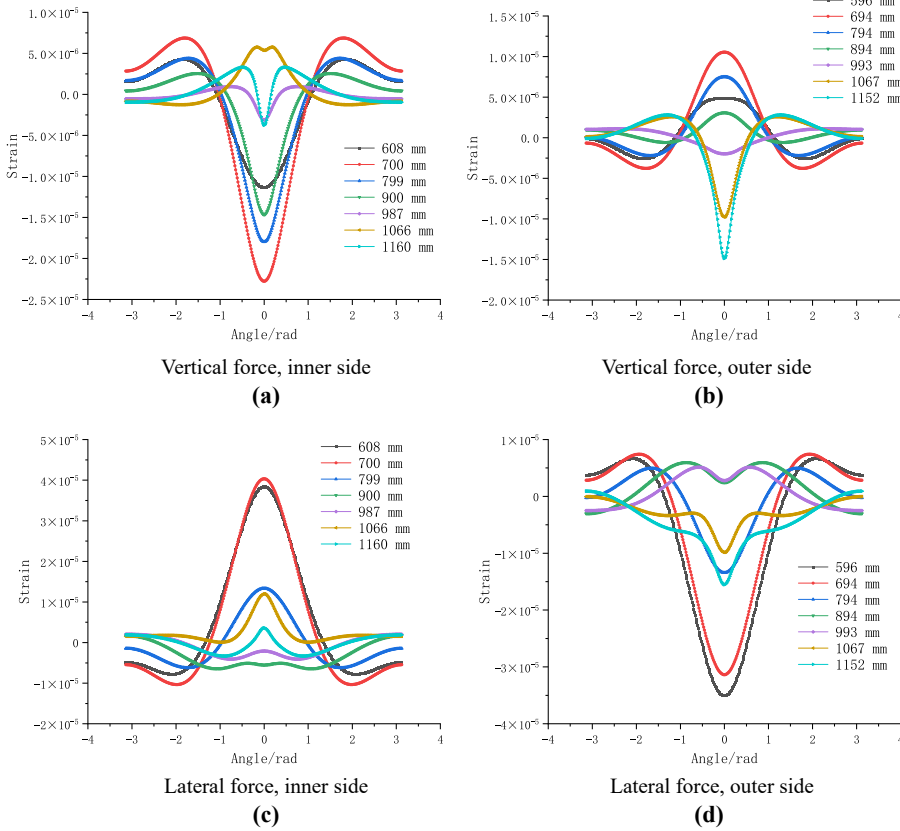 1.0×10⁻⁵
5.0×10⁻⁶
0.0
−5.0×10⁻⁶
−1.0×10⁻⁵
−1.5×10⁻⁵
−2.0×10⁻⁵
−2.5×10⁻⁵
Strain
608 mm
700 mm
799 mm
900 mm
987 mm
1066 mm
1160 mm
−4 −3 −2 −1 0 1 2 3 4
Angle/rad
Vertical force, inner side
(a)
596 mm
694 mm
794 mm
894 mm
993 mm
1067 mm
1152 mm
1.5×10⁻⁵
1.0×10⁻⁵
5.0×10⁻⁶
0.0
−5.0×10⁻⁶
−1.0×10⁻⁵
−1.5×10⁻⁵
−2.0×10⁻⁵
Strain
−4 −3 −2 −1 0 1 2 3 4
Angle/rad
Vertical force, outer side
(b)
5×10⁻⁵
4×10⁻⁵
3×10⁻⁵
2×10⁻⁵
1×10⁻⁵
0
−1×10⁻⁵
−2×10⁻⁵
Strain
608 mm
700 mm
799 mm
900 mm
987 mm
1066 mm
1160 mm
−4 −3 −2 −1 0 1 2 3 4
Angle/rad
Lateral force, inner side
(c)
1×10⁻⁵
0
−1×10⁻⁵
−2×10⁻⁵
−3×10⁻⁵
−4×10⁻⁵
Strain
596 mm
694 mm
794 mm
894 mm
993 mm
1067 mm
1152 mm
−4 −3 −2 −1 0 1 2 3 4
Angle/rad
Lateral force, outer side
(d)